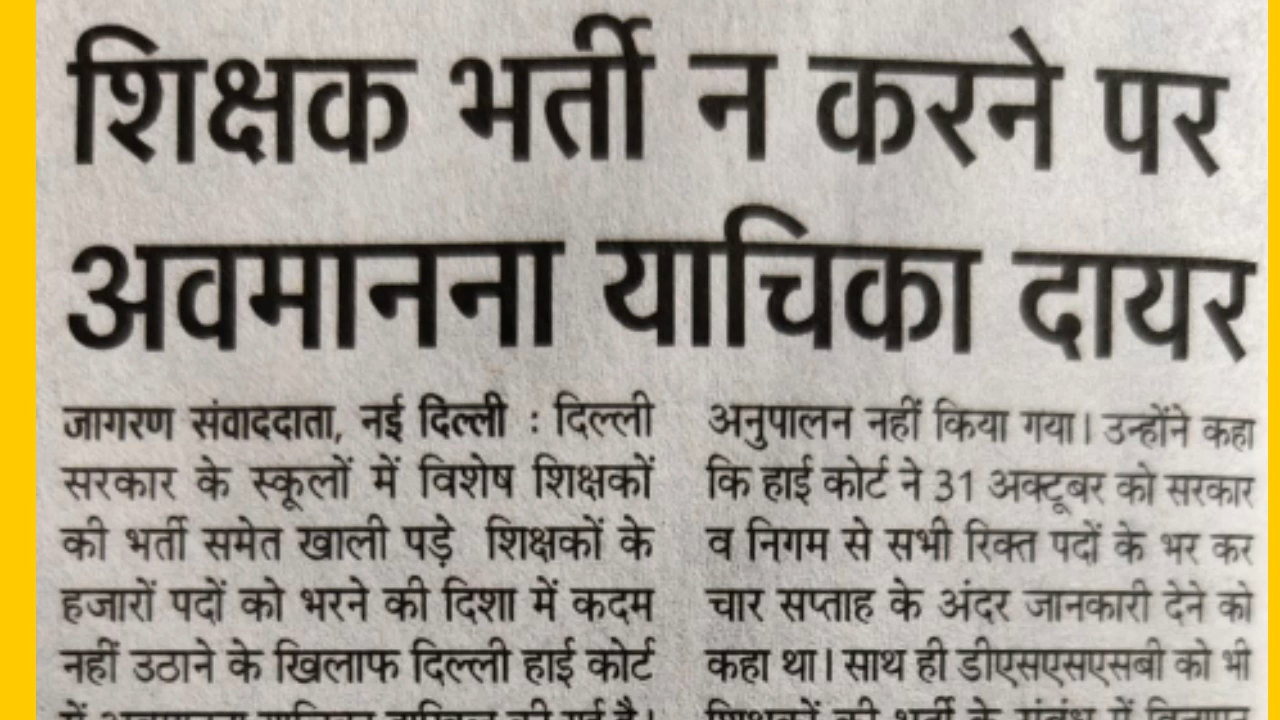 शिक्षक भर्ती न करने पर
अवमानना याचिका दायर
जागरण संवाददाता, नई दिल्ली : दिल्ली
सरकार के स्कूलों में विशेष शिक्षकों
की भर्ती समेत खाली पड़े शिक्षकों के
हजारों पदों को भरने की दिशा में कदम
नहीं उठाने के खिलाफ दिल्ली हाई कोर्ट
अनुपालन नहीं किया गया। उन्होंने कहा
कि हाई कोर्ट ने 31 अक्टूबर को सरकार
व निगम से सभी रिक्त पदों के भर कर
चार सप्ताह के अंदर जानकारी देने को
कहा था। साथ ही डीएसएसएसबी को भी